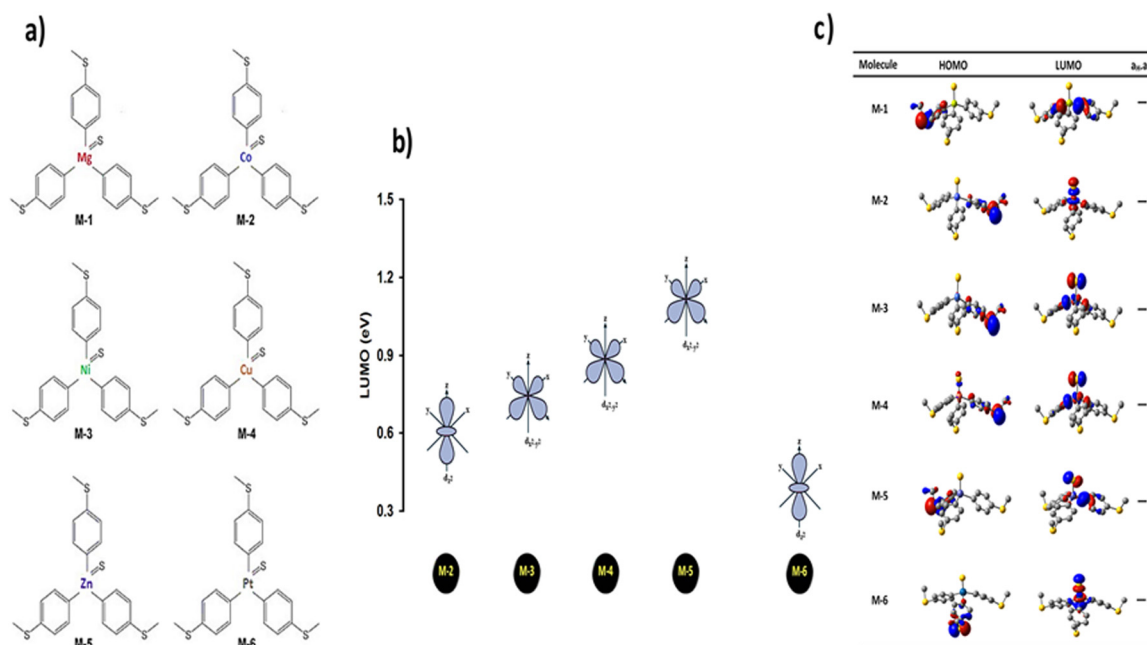 a)
S
S
S
S
Mg
Co
S
S
S
S
M-1
M-2
S
S
S
S
Ni
Cu
S
S
S
S
M-3
M-4
S
S
S
S
Zn
Pt
S
S
S
S
M-5
M-6
b)
LUMO (eV)
1.5
1.2
0.9
0.6
0.3
z
y
x
z
y
x
z
y
x
z
y
x
z
y
x
M-2
M-3
M-4
M-5
M-6
c)
Molecule HOMO LUMO
M-1
M-2
M-3
M-4
M-5
M-6